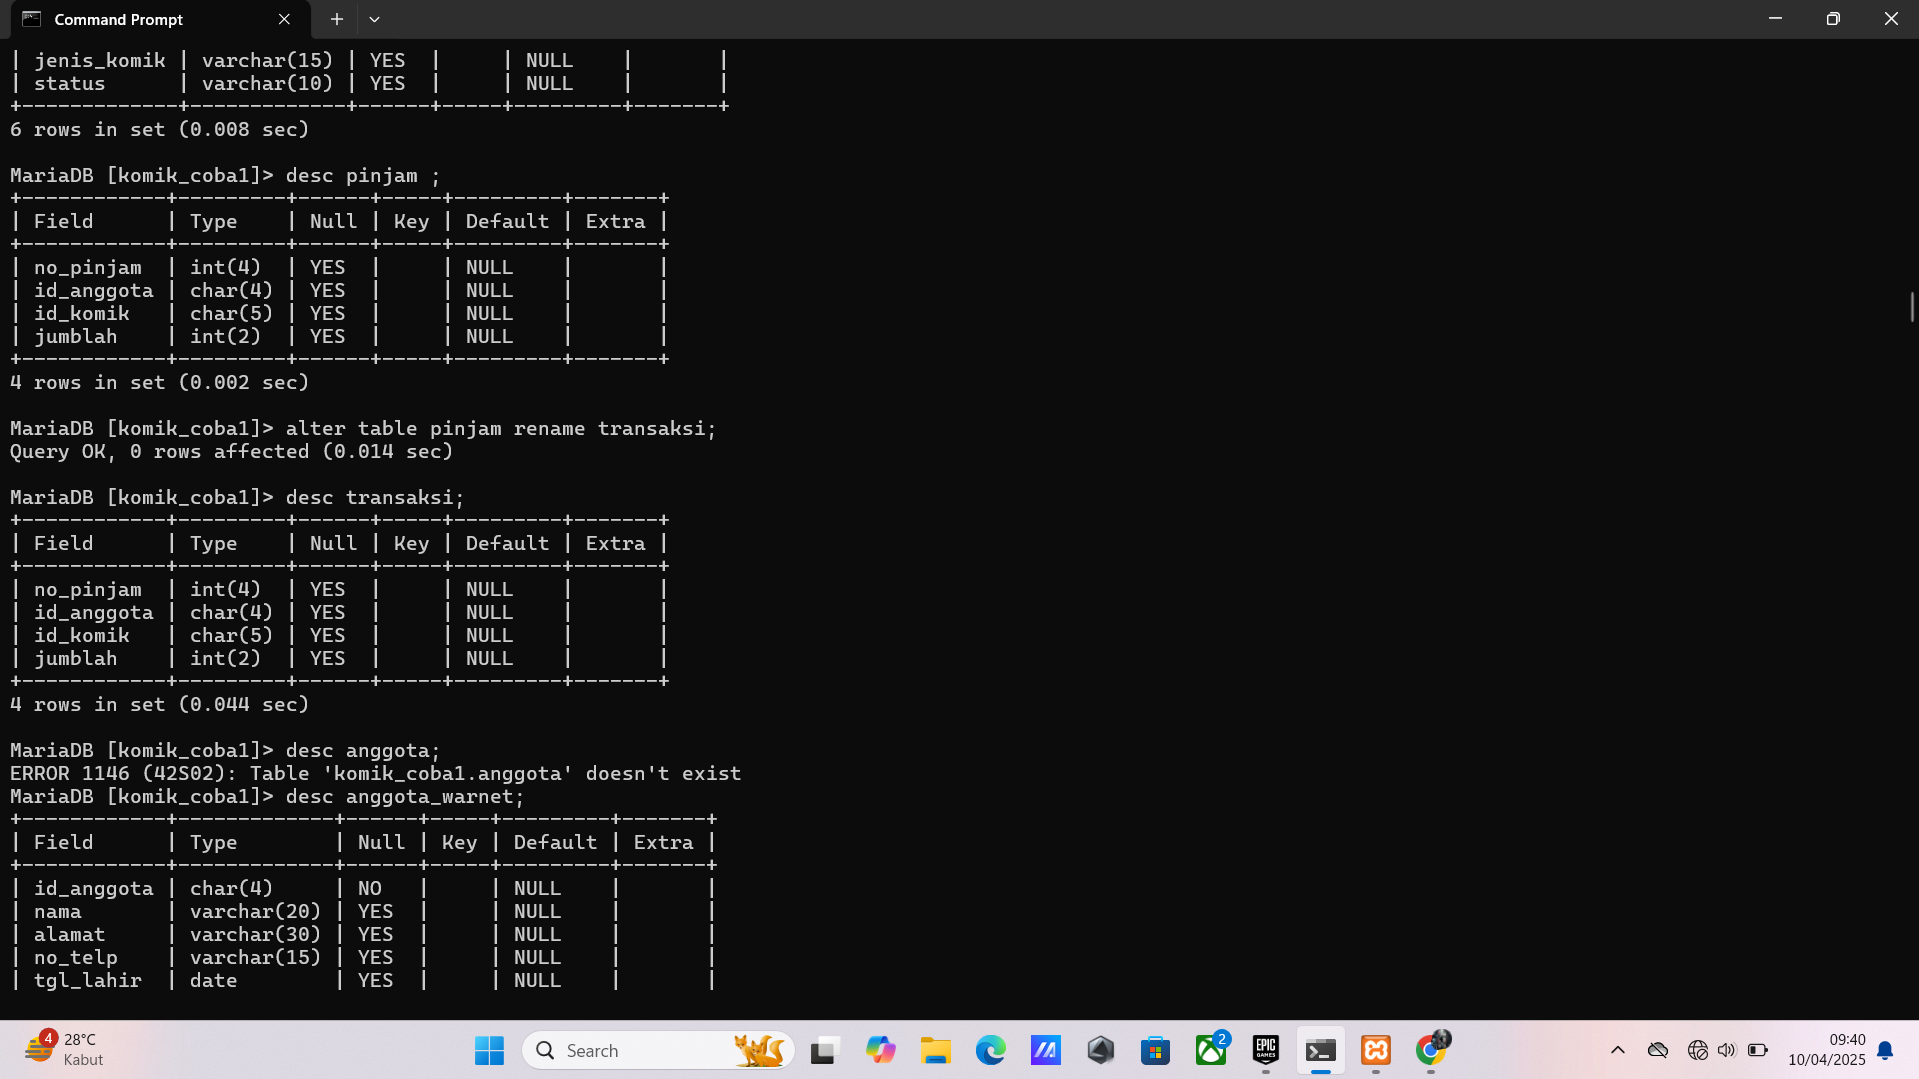 Command Prompt
| jenis_komik | varchar(15) | YES  |     | NULL    |       |
| status      | varchar(10) | YES  |     | NULL    |       |
+-------------+-------------+------+-----+---------+-------+
6 rows in set (0.008 sec)
MariaDB [komik_coba1]> desc pinjam ;
+------------+---------+------+-----+---------+-------+
| Field      | Type    | Null | Key | Default | Extra |
+------------+---------+------+-----+---------+-------+
| no_pinjam  | int(4)  | YES  |     | NULL    |       |
| id_anggota | char(4) | YES  |     | NULL    |       |
| id_komik   | char(5) | YES  |     | NULL    |       |
| jumblah    | int(2)  | YES  |     | NULL    |       |
+------------+---------+------+-----+---------+-------+
4 rows in set (0.002 sec)
MariaDB [komik_coba1]> alter table pinjam rename transaksi;
Query OK, 0 rows affected (0.014 sec)
MariaDB [komik_coba1]> desc transaksi;
+------------+---------+------+-----+---------+-------+
| Field      | Type    | Null | Key | Default | Extra |
+------------+---------+------+-----+---------+-------+
| no_pinjam  | int(4)  | YES  |     | NULL    |       |
| id_anggota | char(4) | YES  |     | NULL    |       |
| id_komik   | char(5) | YES  |     | NULL    |       |
| jumblah    | int(2)  | YES  |     | NULL    |       |
+------------+---------+------+-----+---------+-------+
4 rows in set (0.044 sec)
MariaDB [komik_coba1]> desc anggota;
ERROR 1146 (42S02): Table 'komik_coba1.anggota' doesn't exist
MariaDB [komik_coba1]> desc anggota_warnet;
+------------+-------------+------+-----+---------+-------+
| Field      | Type        | Null | Key | Default | Extra |
+------------+-------------+------+-----+---------+-------+
| id_anggota | char(4)     | NO   |     | NULL    |       |
| nama       | varchar(20) | YES  |     | NULL    |       |
| alamat     | varchar(30) | YES  |     | NULL    |       |
| no_telp    | varchar(15) | YES  |     | NULL    |       |
| tgl_lahir  | date        | YES  |     | NULL    |       |
4
28°C
Kabut
Search
2
EPIC
GAMES
09:40
10/04/2025